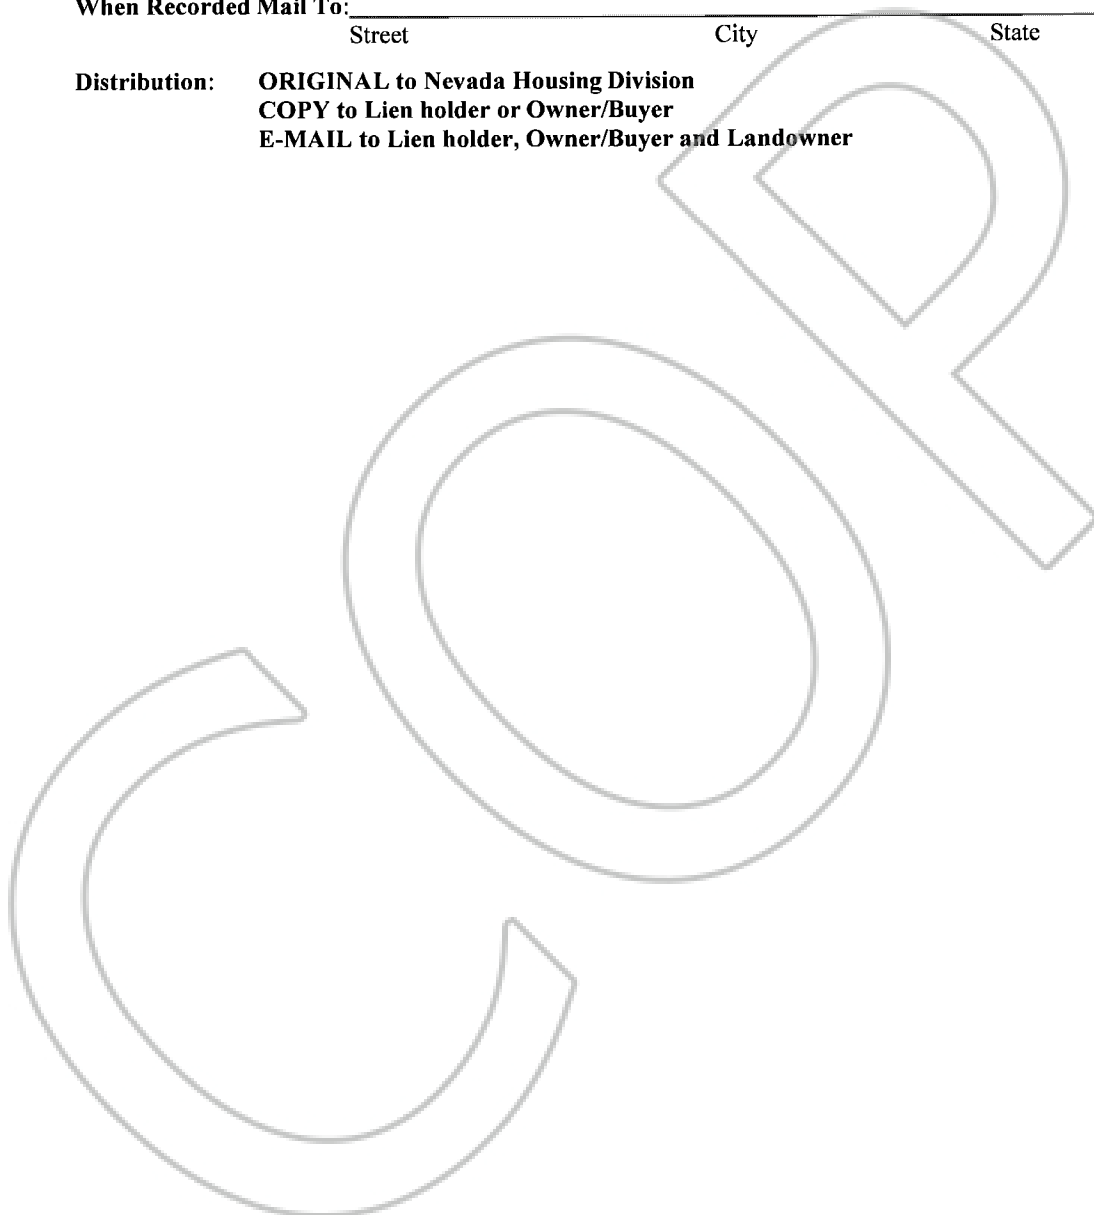 When Recorded Mail To:
Street City State
Distribution: ORIGINAL to Nevada Housing Division
COPY to Lien holder or Owner/Buyer
E-MAIL to Lien holder, Owner/Buyer and Landowner
COP